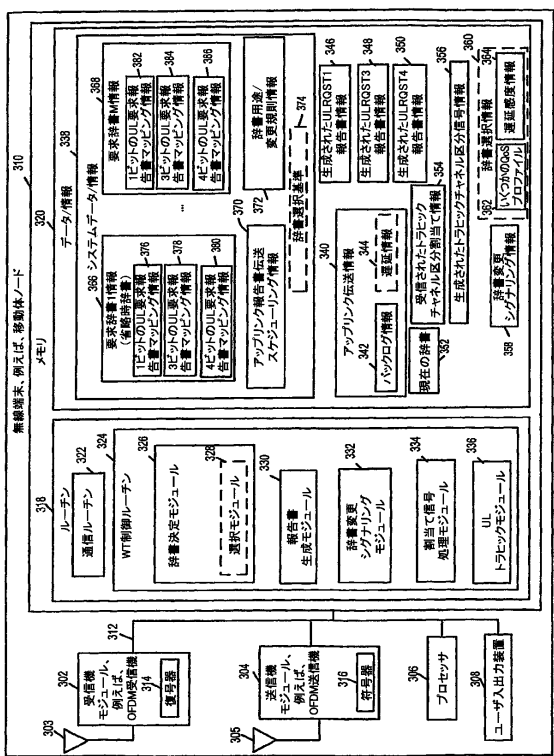 無線端末、例えば、移動体ノード
310
303
302
受信機
モジュール、
例えば、
OFDM受信機
314
復号器
312
305
304
送信機
モジュール、
例えば、
OFDM送信機
316
符号器
306
プロセッサ
308
ユーザ入出力装置
メモリ
320
318
ルーチン
322
通信ルーチン
324
WT制御ルーチン
326
辞書決定モジュール
328
選択モジュール
330
報告書
生成モジュール
332
辞書変更
シグナリング
モジュール
334
割当て信号
処理モジュール
336
UL
トラヒックモジュール
データ/情報
338
366
システムデータ/情報
要求辞書1情報
(省略時辞書)
1ビットのUL要求報
告書マッピング情報
376
3ビットのUL要求報
告書マッピング情報
378
4ビットのUL要求報
告書マッピング情報
380
...
368
要求辞書M情報
1ビットのUL要求報
告書マッピング情報
382
3ビットのUL要求報
告書マッピング情報
384
4ビットのUL要求報
告書マッピング情報
386
370
アップリンク報告書伝送
スケジューリング情報
372
辞書用途/
変更規則情報
374
辞書選択基準
340
アップリンク伝送情報
342
バックログ情報
344
遅延情報
生成されたULRQST1
報告書情報
346
生成されたULRQST3
報告書情報
348
生成されたULRQST4
報告書情報
350
現在の辞書
352
受信されたトラヒック
チャネル区分割当て情報
354
生成されたトラヒックチャネル区分信号情報
356
辞書変更
シグナリング情報
358
360
辞書選択情報
362
いくつかのQoS
プロファイル
364
遅延感度情報